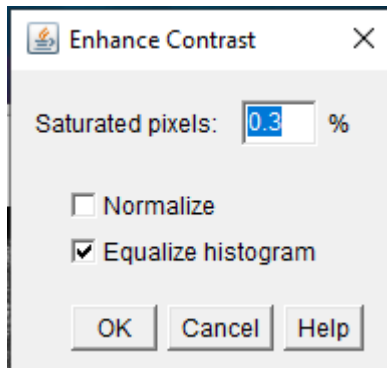 Enhance Contrast
Saturated pixels: 0.3 %
Normalize
Equalize histogram
OK Cancel Help